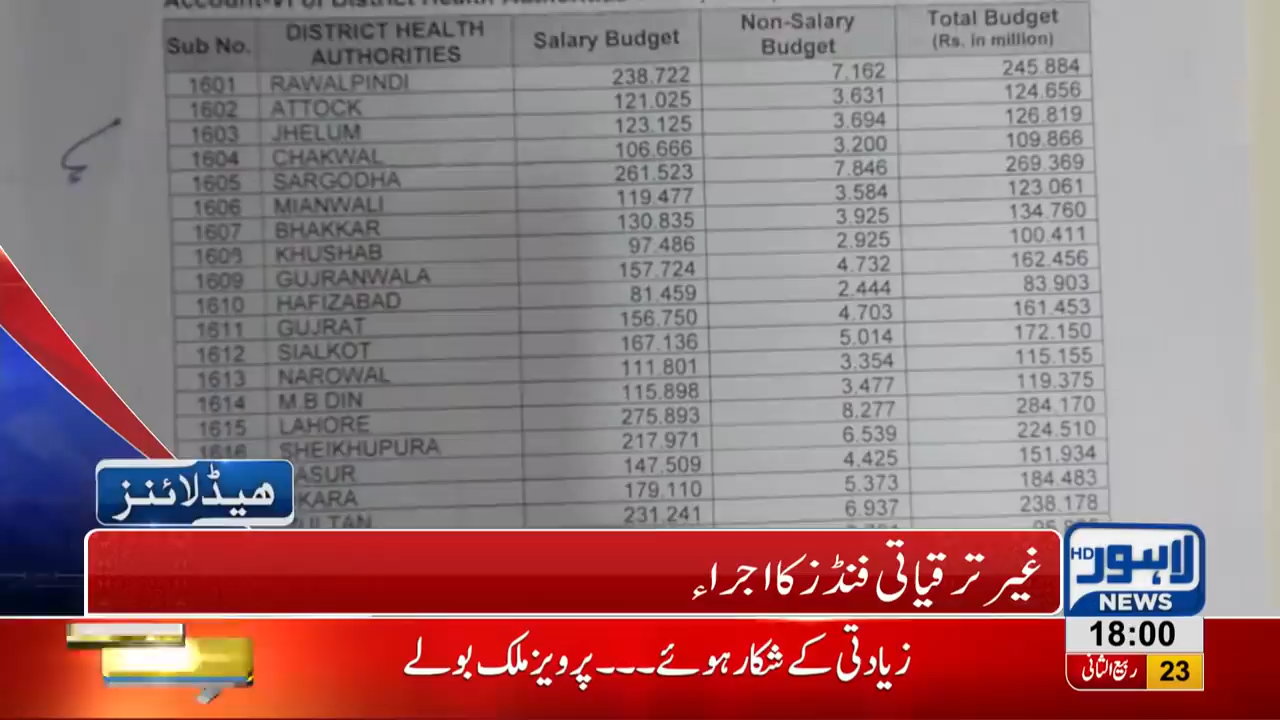 Sub No. DISTRICT HEALTH AUTHORITIES Salary Budget Non-Salary Budget Total Budget (Rs. in million)
1601 RAWALPINDI 238.722 7.162 245.884
1602 ATTOCK 121.025 3.631 124.656
1603 JHELUM 123.125 3.694 126.819
1604 CHAKWAL 106.666 3.200 109.866
1605 SARGODHA 261.523 7.846 269.369
1606 MIANWALI 119.477 3.584 123.061
1607 BHAKKAR 130.835 3.925 134.760
1608 KHUSHAB 97.486 2.925 100.411
1609 GUJRANWALA 157.724 4.732 162.456
1610 HAFIZABAD 81.459 2.444 83.903
1611 GUJRAT 156.750 4.703 161.453
1612 SIALKOT 167.136 5.014 172.150
1613 NAROWAL 111.801 3.354 115.155
1614 M.B DIN 115.898 3.477 119.375
1615 LAHORE 275.893 8.277 284.170
1616 SHEIKHUPURA 217.971 6.539 224.510
ASUR 147.509 4.425 151.934
KARA 179.110 5.373 184.483
231.241 6.937 238.178
ھیڈلائنز
غیر ترقیاتی فنڈز کا اجراء
HD لاہور
NEWS
18:00
زیادتی کے شکار ہوئے۔۔۔ پرویز ملک بولے
ربیع الثانی 23